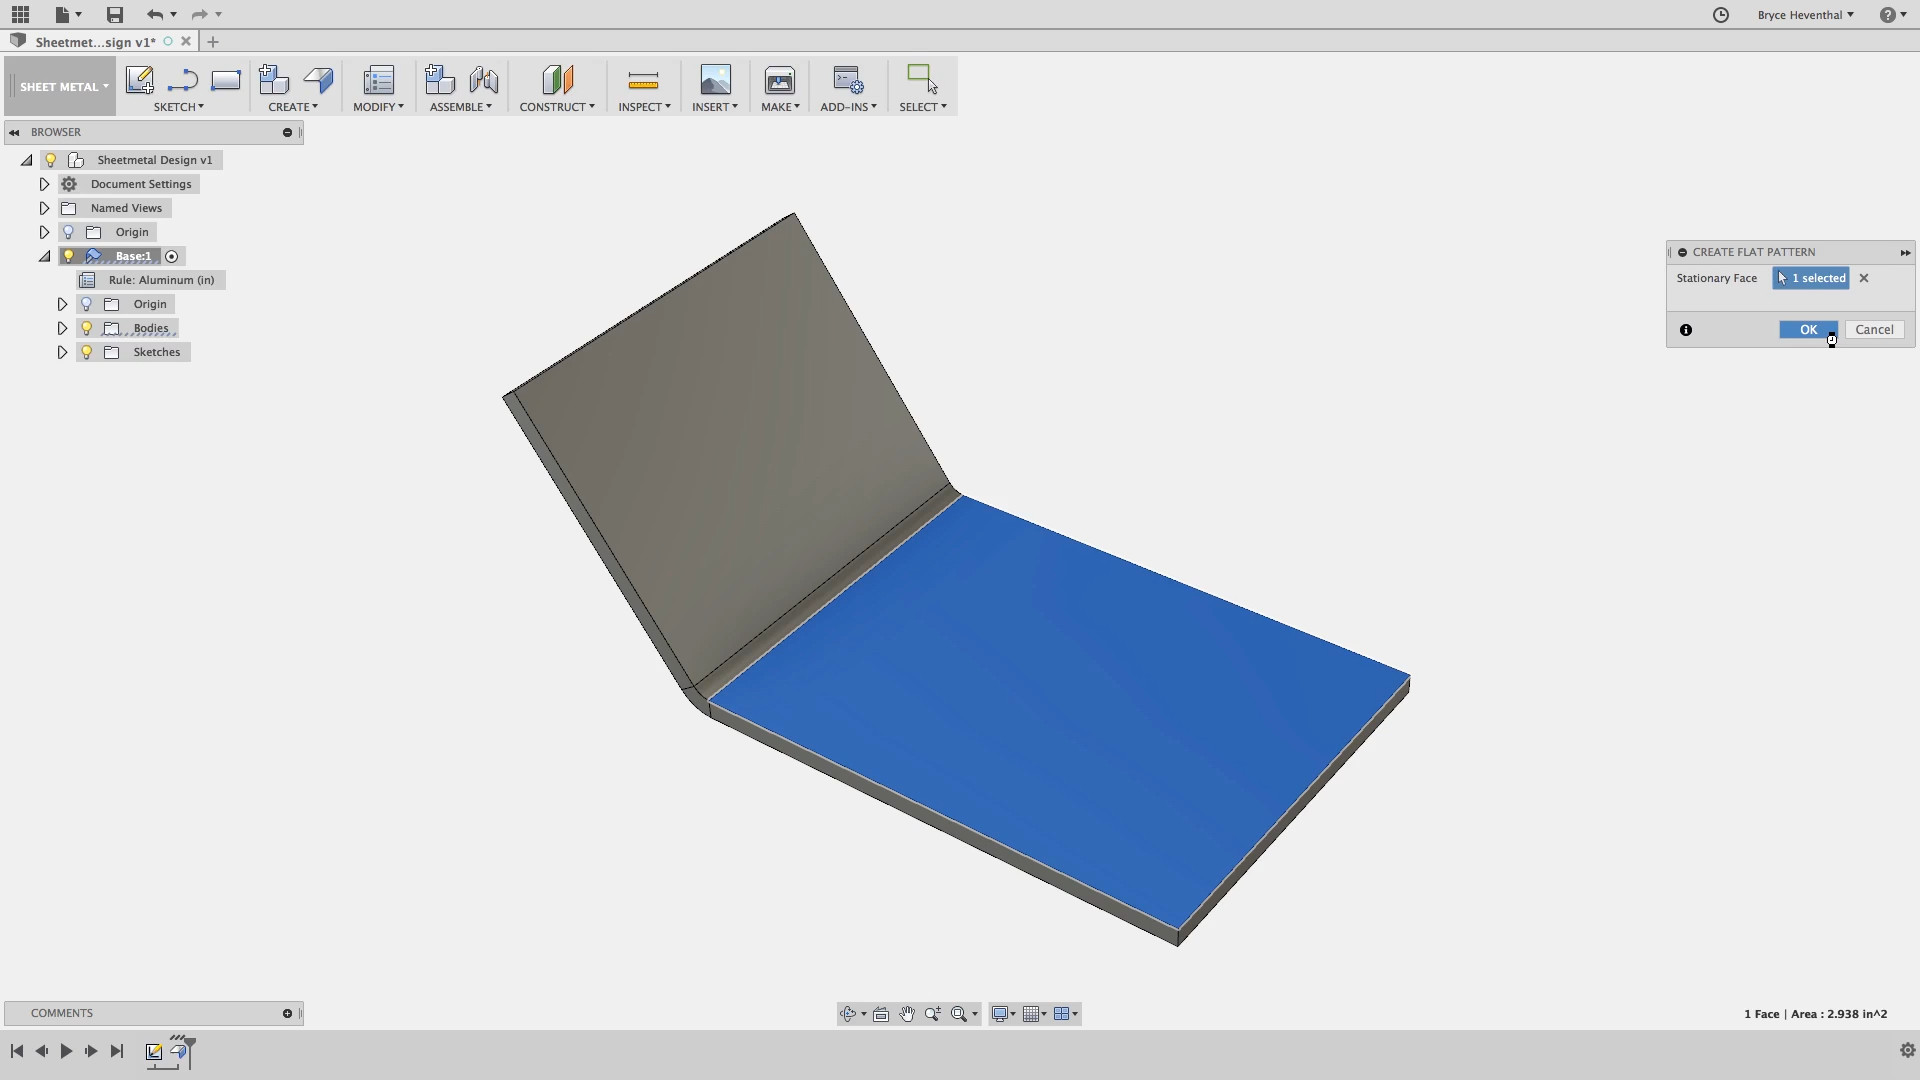 Bryce Heventhal
Sheetmet...sign v1*
SHEET METAL
SKETCH
CREATE
MODIFY
ASSEMBLE
CONSTRUCT
INSPECT
INSERT
MAKE
ADD-INS
SELECT
BROWSER
Sheetmetal Design v1
Document Settings
Named Views
Origin
Base:1
Rule: Aluminum (in)
Origin
Bodies
Sketches
CREATE FLAT PATTERN
Stationary Face 1 selected
OK Cancel
COMMENTS
1 Face | Area : 2.938 in^2